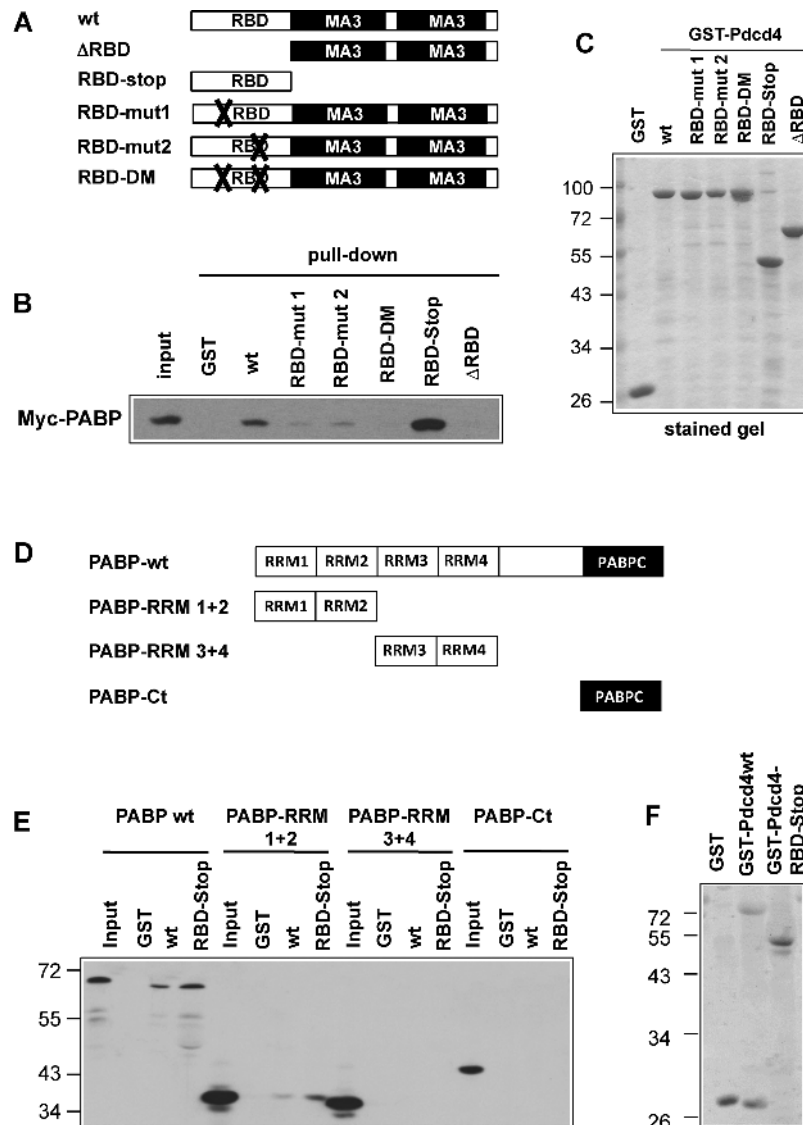 A
wt
RBD MA3 MA3
ΔRBD
MA3 MA3
RBD-stop
RBD
RBD-mut1
RBD MA3 MA3
RBD-mut2
RBD MA3 MA3
RBD-DM
RBD MA3 MA3
B
pull-down
input
GST
wt
RBD-mut 1
RBD-mut 2
RBD-DM
RBD-Stop
ΔRBD
Myc-PABP
C
GST-Pdcd4
GST
wt
RBD-mut 1
RBD-mut 2
RBD-DM
RBD-Stop
ΔRBD
100
72
55
43
34
26
stained gel
D
PABP-wt
RRM1 RRM2 RRM3 RRM4 PABPC
PABP-RRM 1+2
RRM1 RRM2
PABP-RRM 3+4
RRM3 RRM4
PABP-Ct
PABPC
E
PABP wt
PABP-RRM
1+2
PABP-RRM
3+4
PABP-Ct
Input
GST
wt
RBD-Stop
Input
GST
wt
RBD-Stop
Input
GST
wt
RBD-Stop
Input
GST
wt
RBD-Stop
72
55
43
34
F
GST
GST-Pdcd4wt
GST-Pdcd4-
RBD-Stop
72
55
43
34
26